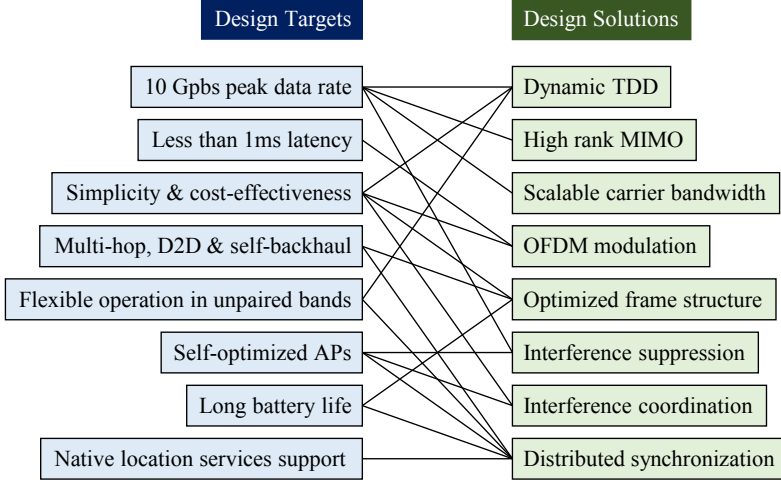 Design Targets
Design Solutions
10 Gpbs peak data rate
Dynamic TDD
Less than 1ms latency
High rank MIMO
Simplicity & cost-effectiveness
Scalable carrier bandwidth
Multi-hop, D2D & self-backhaul
OFDM modulation
Flexible operation in unpaired bands
Optimized frame structure
Self-optimized APs
Interference suppression
Long battery life
Interference coordination
Native location services support
Distributed synchronization